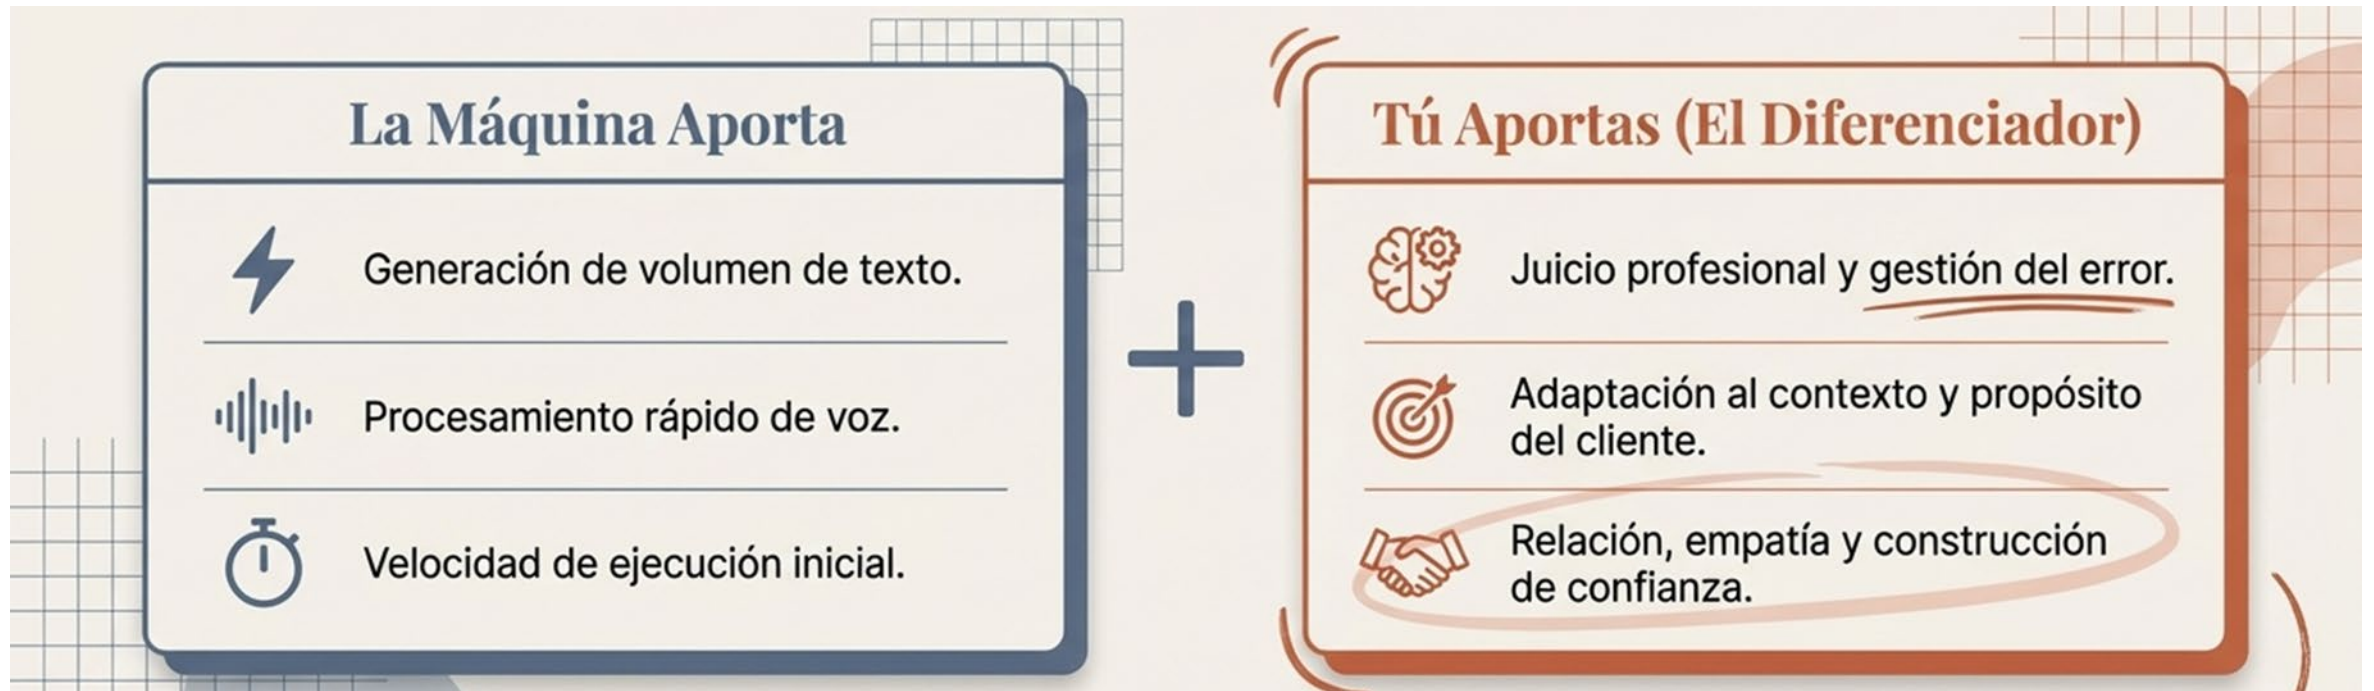 La Máquina Aporta
Generación de volumen de texto.
Procesamiento rápido de voz.
Velocidad de ejecución inicial.
+
Tú Aportas (El Diferenciador)
Juicio profesional y gestión del error.
Adaptación al contexto y propósito
del cliente.
Relación, empatía y construcción
de confianza.